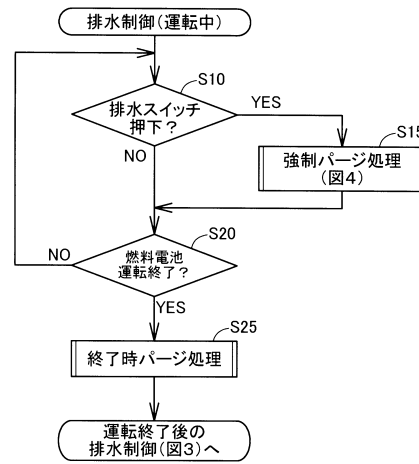 排水制御(運転中)
S10
排水スイッチ
押下?
YES
NO
S15
強制パージ処理
(図4)
S20
燃料電池
運転終了?
NO
YES
S25
終了時パージ処理
運転終了後の
排水制御(図3)へ